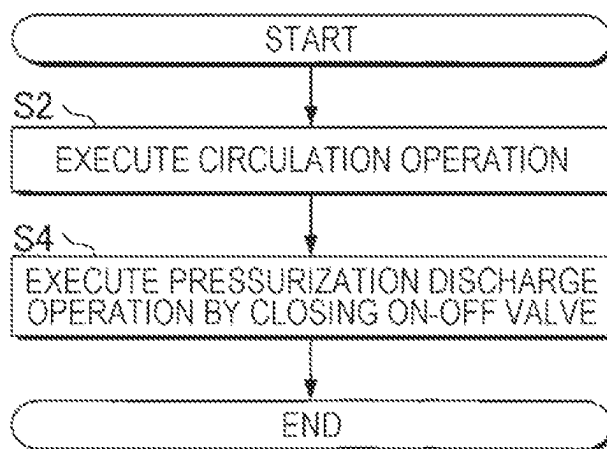 START
S2
EXECUTE CIRCULATION OPERATION
S4
EXECUTE PRESSURIZATION DISCHARGE
OPERATION BY CLOSING ON-OFF VALVE
END